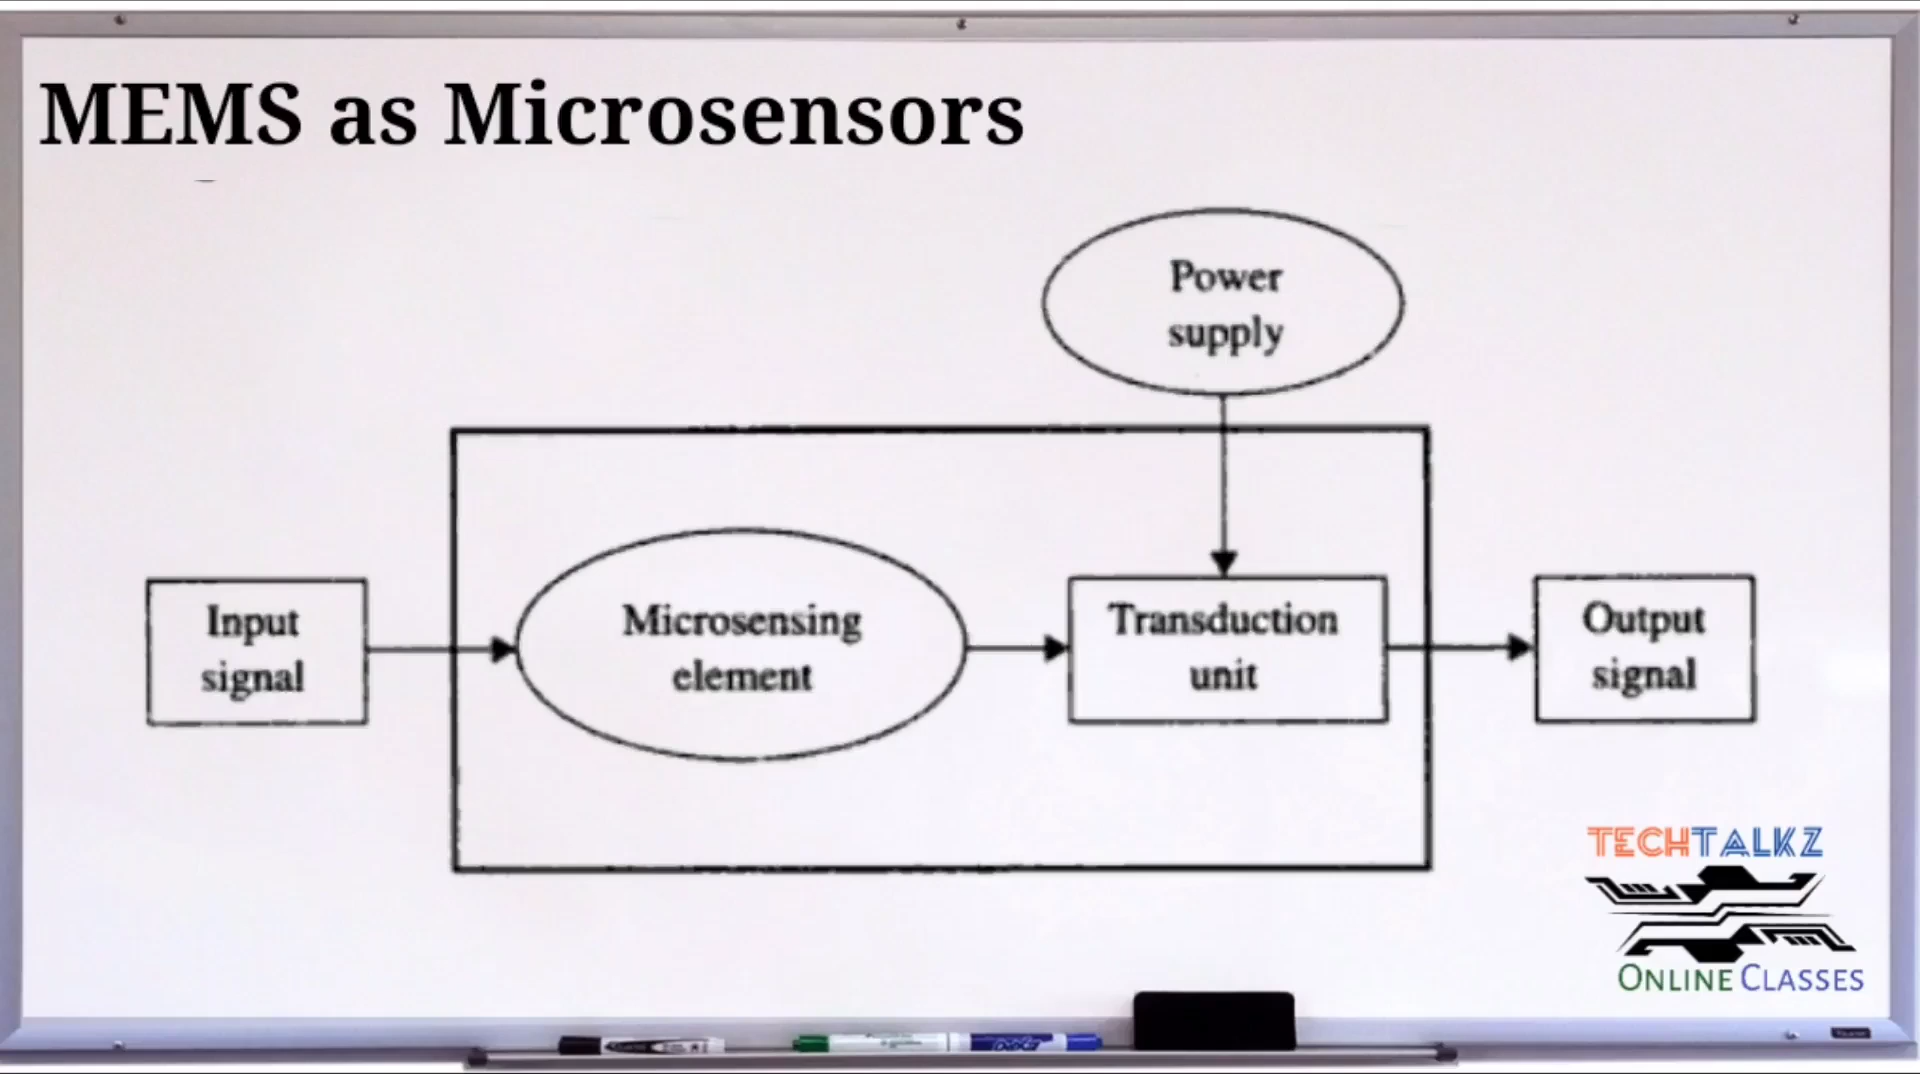 MEMS as Microsensors
Power
supply
Input
signal
Microsensing
element
Transduction
unit
Output
signal
TECHTALKZ
ONLINE CLASSES